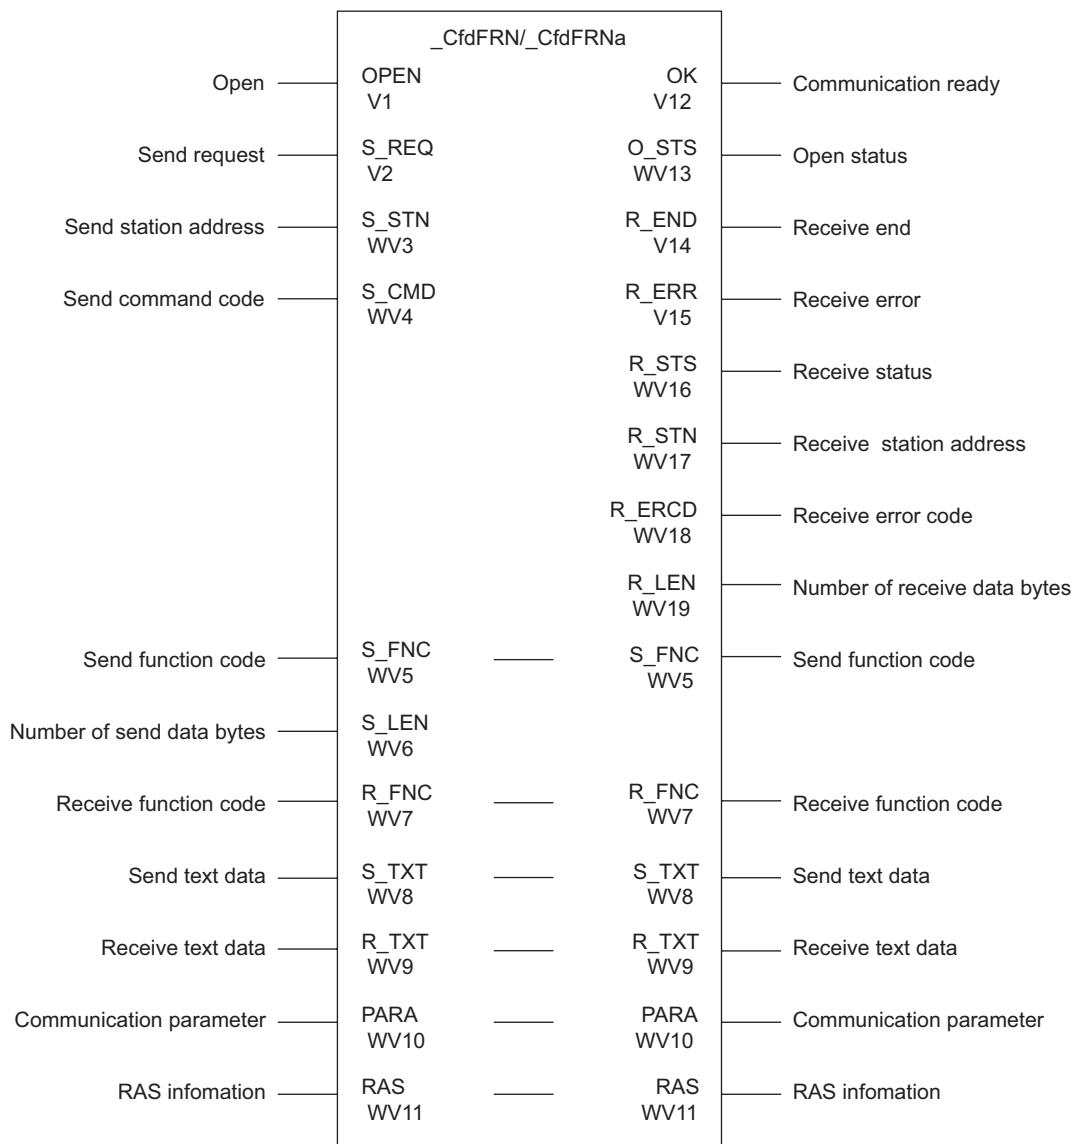 _CfdFRN/_CfdFRNa
Open OPEN OK Communication ready
V1 V12
Send request S_REQ O_STS Open status
V2 WV13
Send station address S_STN R_END Receive end
WV3 V14
Send command code S_CMD R_ERR Receive error
WV4 V15
R_STS Receive status
WV16
R_STN Receive station address
WV17
R_ERCD Receive error code
WV18
R_LEN Number of receive data bytes
WV19
Send function code S_FNC S_FNC Send function code
WV5 WV5
Number of send data bytes S_LEN
WV6
Receive function code R_FNC R_FNC Receive function code
WV7 WV7
Send text data S_TXT S_TXT Send text data
WV8 WV8
Receive text data R_TXT R_TXT Receive text data
WV9 WV9
Communication parameter PARA PARA Communication parameter
WV10 WV10
RAS infomation RAS RAS RAS infomation
WV11 WV11